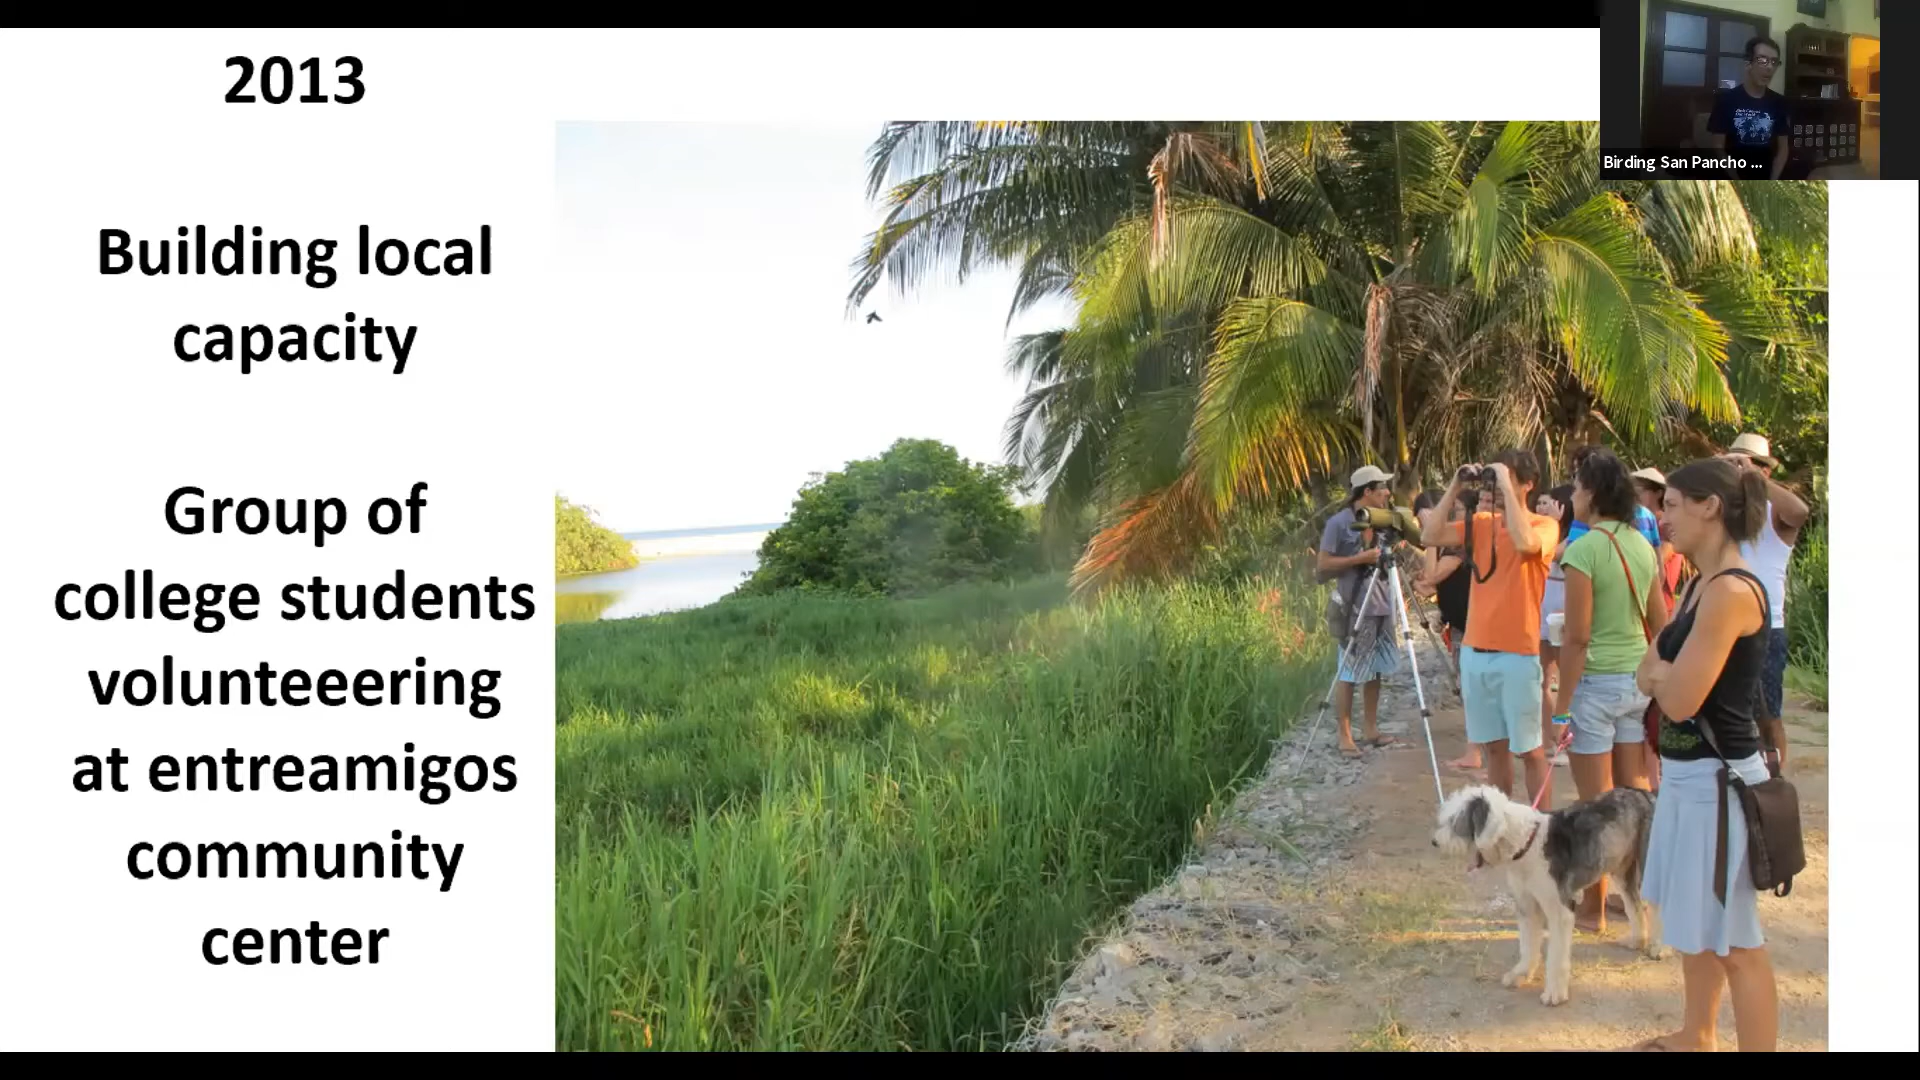 2013
Building local
capacity
Group of
college students
volunteeering
at entreamigos
community
center
Birding San Pancho ...